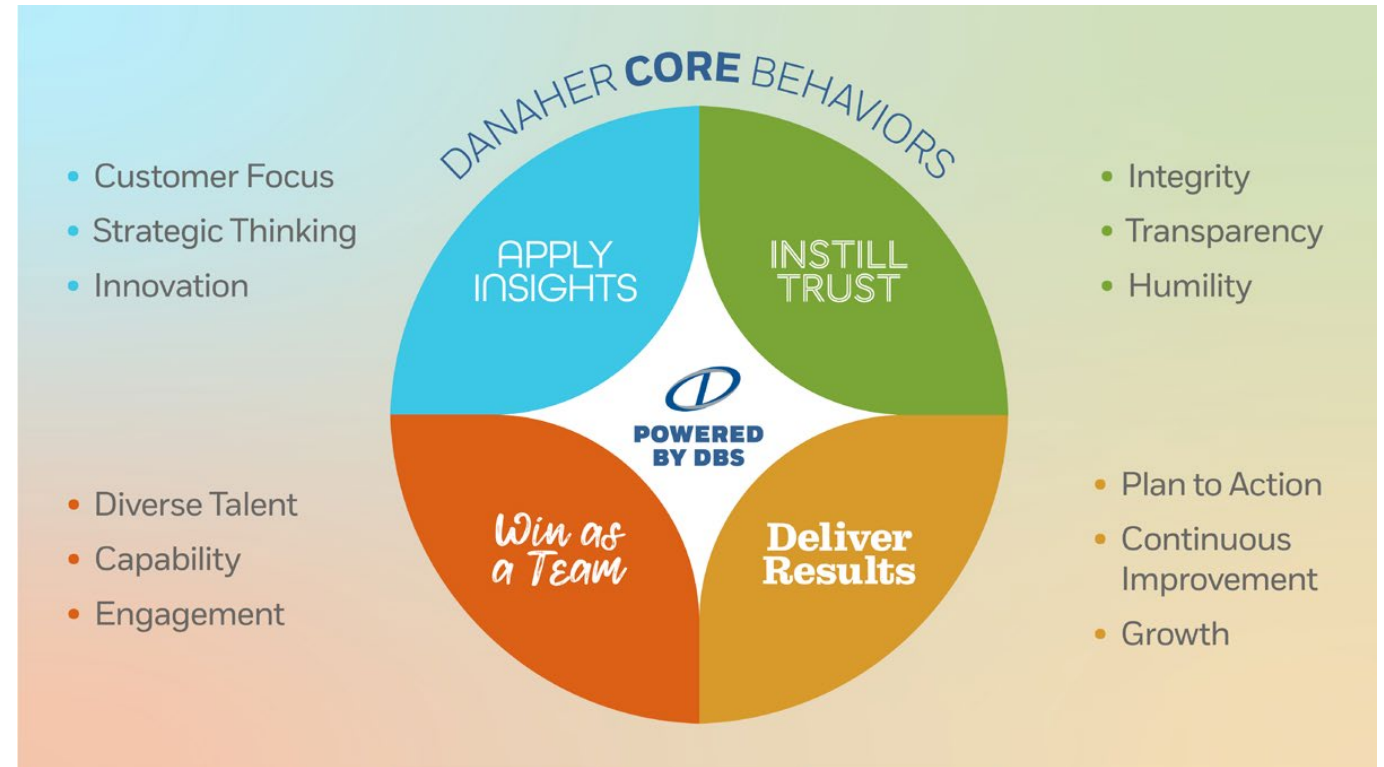 DANAHER CORE BEHAVIORS
• Customer Focus
• Strategic Thinking
• Innovation
APPLY
INSIGHTS
INSTILL
TRUST
• Integrity
• Transparency
• Humility
POWERED
BY DBS
• Diverse Talent
• Capability
• Engagement
Win as
a Team
Deliver
Results
• Plan to Action
• Continuous
Improvement
• Growth